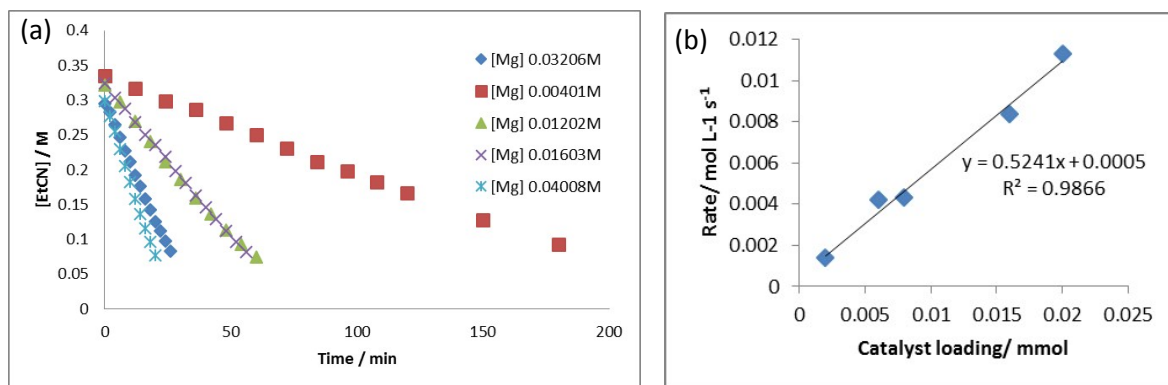 (a)
0.4
0.35
0.3
0.25
0.2
0.15
0.1
0.05
0
0
50
100
150
200
[EtCN] / M
Time / min
[Mg] 0.03206M
[Mg] 0.00401M
[Mg] 0.01202M
[Mg] 0.01603M
[Mg] 0.04008M
(b)
0.012
0.01
0.008
0.006
0.004
0.002
0
0
0.005
0.01
0.015
0.02
0.025
Rate/ mol L-1 s⁻¹
y = 0.5241x + 0.0005
R² = 0.9866
Catalyst loading/ mmol